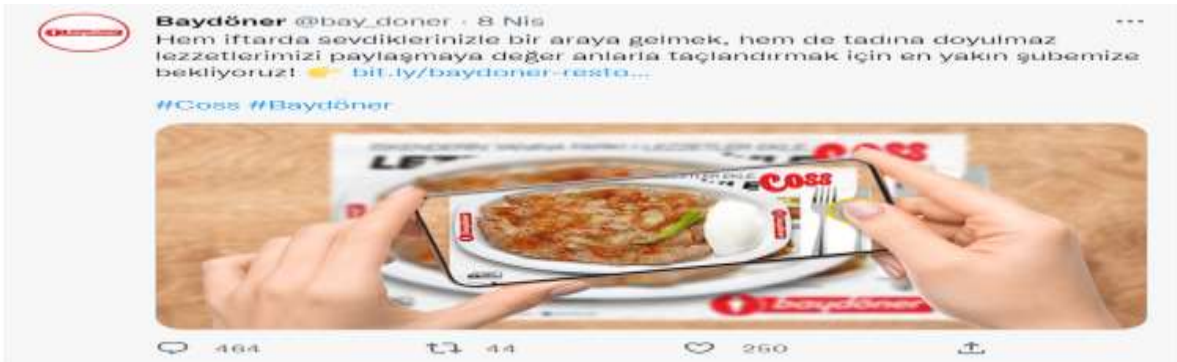 Baydöner @bay_doner · 8 Nis
Hem iftarda sevdiklerinizle bir araya gelmek, hem de tadına doyulmaz
lezzetlerimizi paylaşmaya değer anlarla taçlandırmak için en yakın şubemize
bekliyoruz! 👉 bit.ly/baydoner-resto...
#Coss #Baydöner
COSS
COSS
baydöner
464 44 250